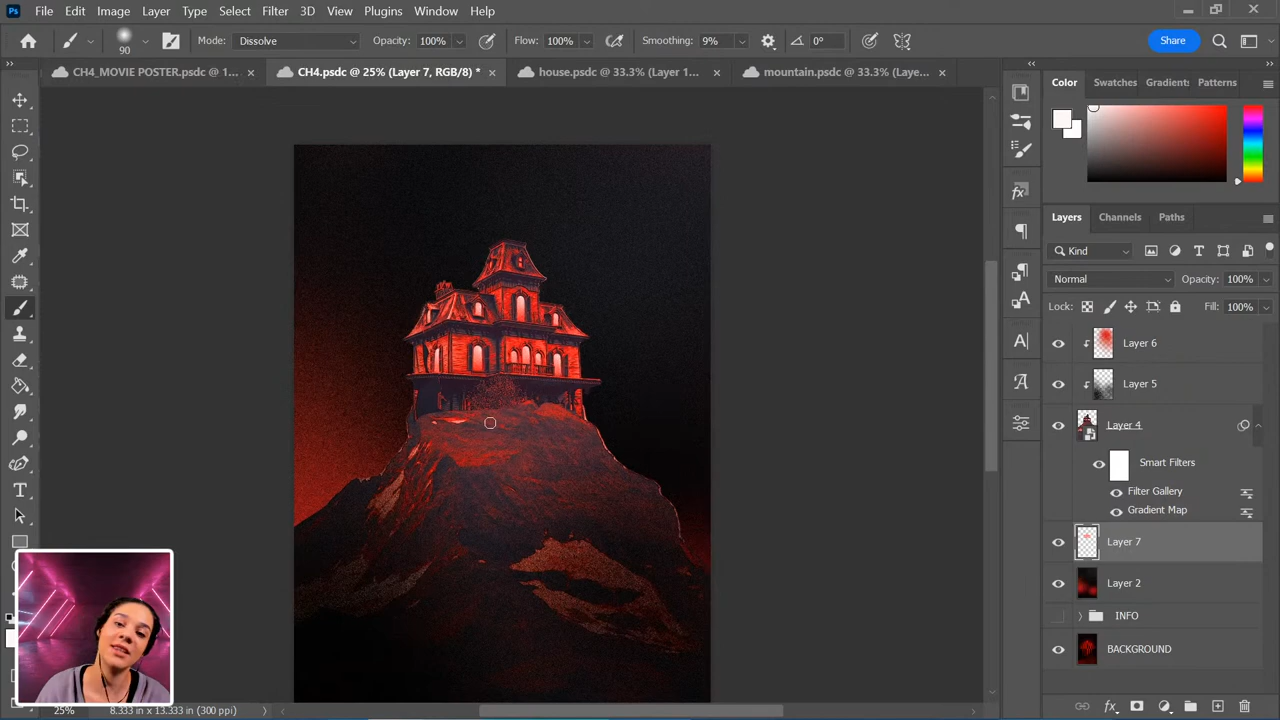 Ps File Edit Image Layer Type Select Filter 3D View Plugins Window Help
90 Mode: Dissolve Opacity: 100% Flow: 100% Smoothing: 9% 0° Share
CH4_MOVIE POSTER.psdc @ 1... × CH4.psdc @ 25% (Layer 7, RGB/8) * × house.psdc @ 33.3% (Layer 1... × mountain.psdc @ 33.3% (Laye... ×
Color Swatches Gradient: Patterns
Layers Channels Paths
Kind
Normal Opacity: 100%
Lock: Fill: 100%
Layer 6
Layer 5
Layer 4
Smart Filters
Filter Gallery
Gradient Map
Layer 7
Layer 2
INFO
BACKGROUND
25% 8.333 in x 13.333 in (300 ppi)